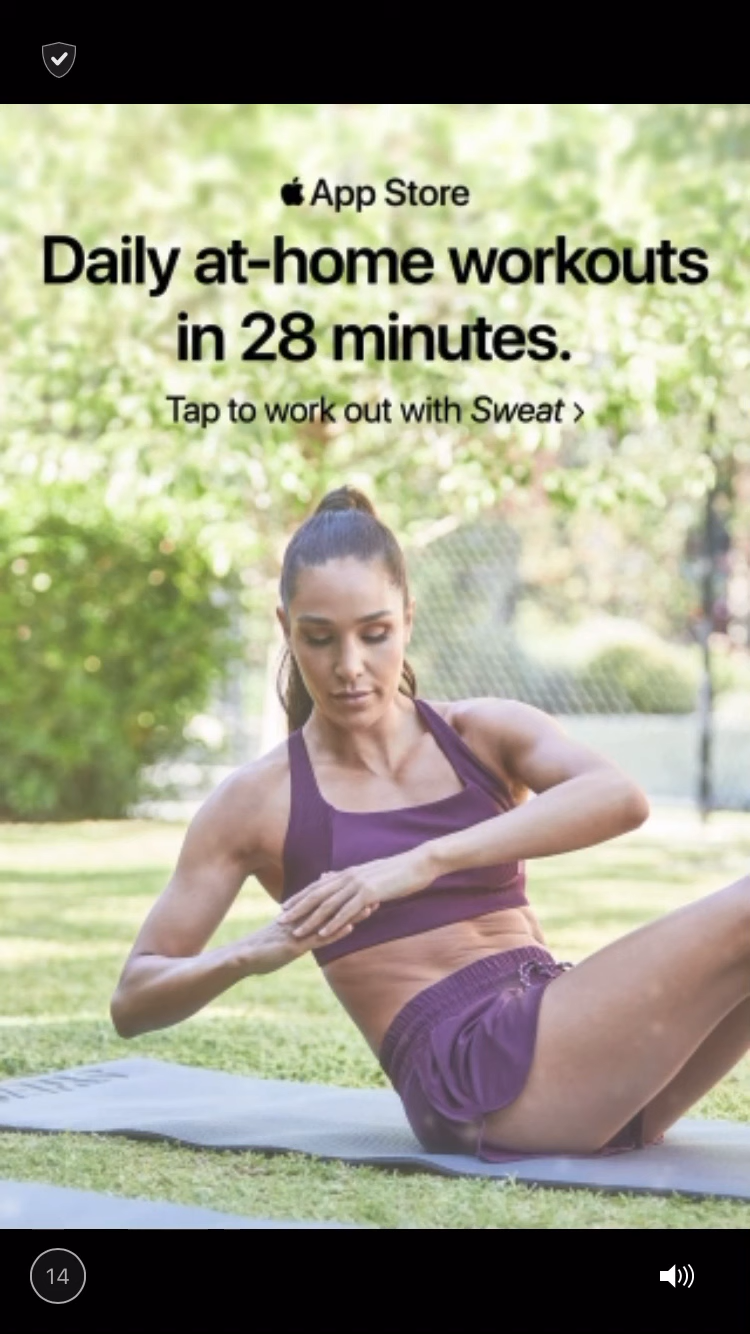 App Store
Daily at-home workouts
in 28 minutes.
Tap to work out with Sweat >
14